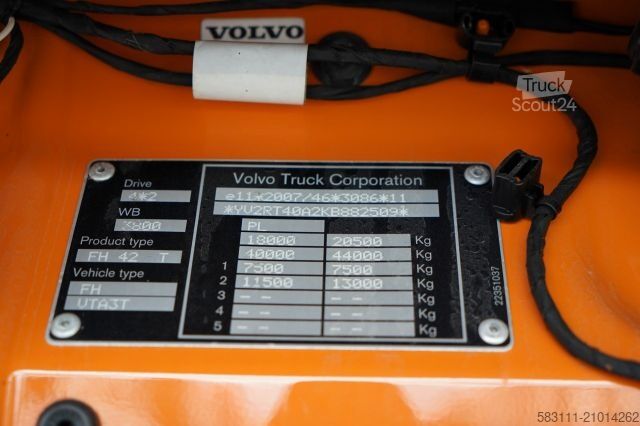 VOLVO
Truck
Scout24
Volvo Truck Corporation
Drive
4*2
WB
3800
Product type
FH 42 T
Vehicle type
FH
VTA3T
e11*2007/46*3086*11
*YV2RT40A2KB882509*
PL
18000 20500 Kg
40000 44000 Kg
1 7500 7500 Kg
2 11500 13000 Kg
3 -- -- Kg
4 -- -- Kg
5 -- -- Kg
22351037
583111-21014262